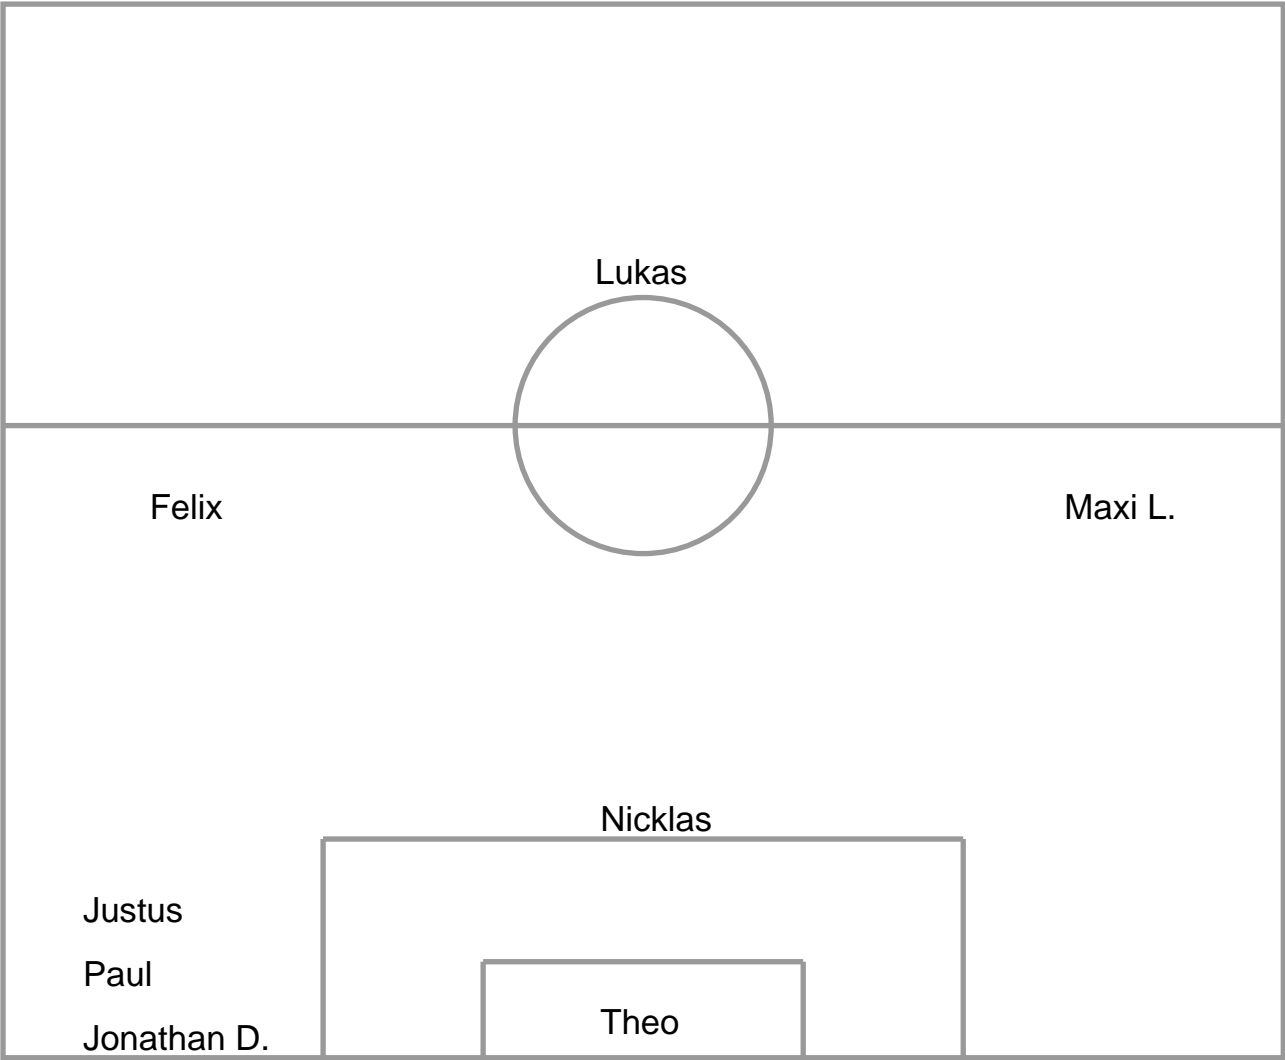 Lukas
Felix
Maxi L.
Nicklas
Justus
Paul
Theo
Jonathan D.